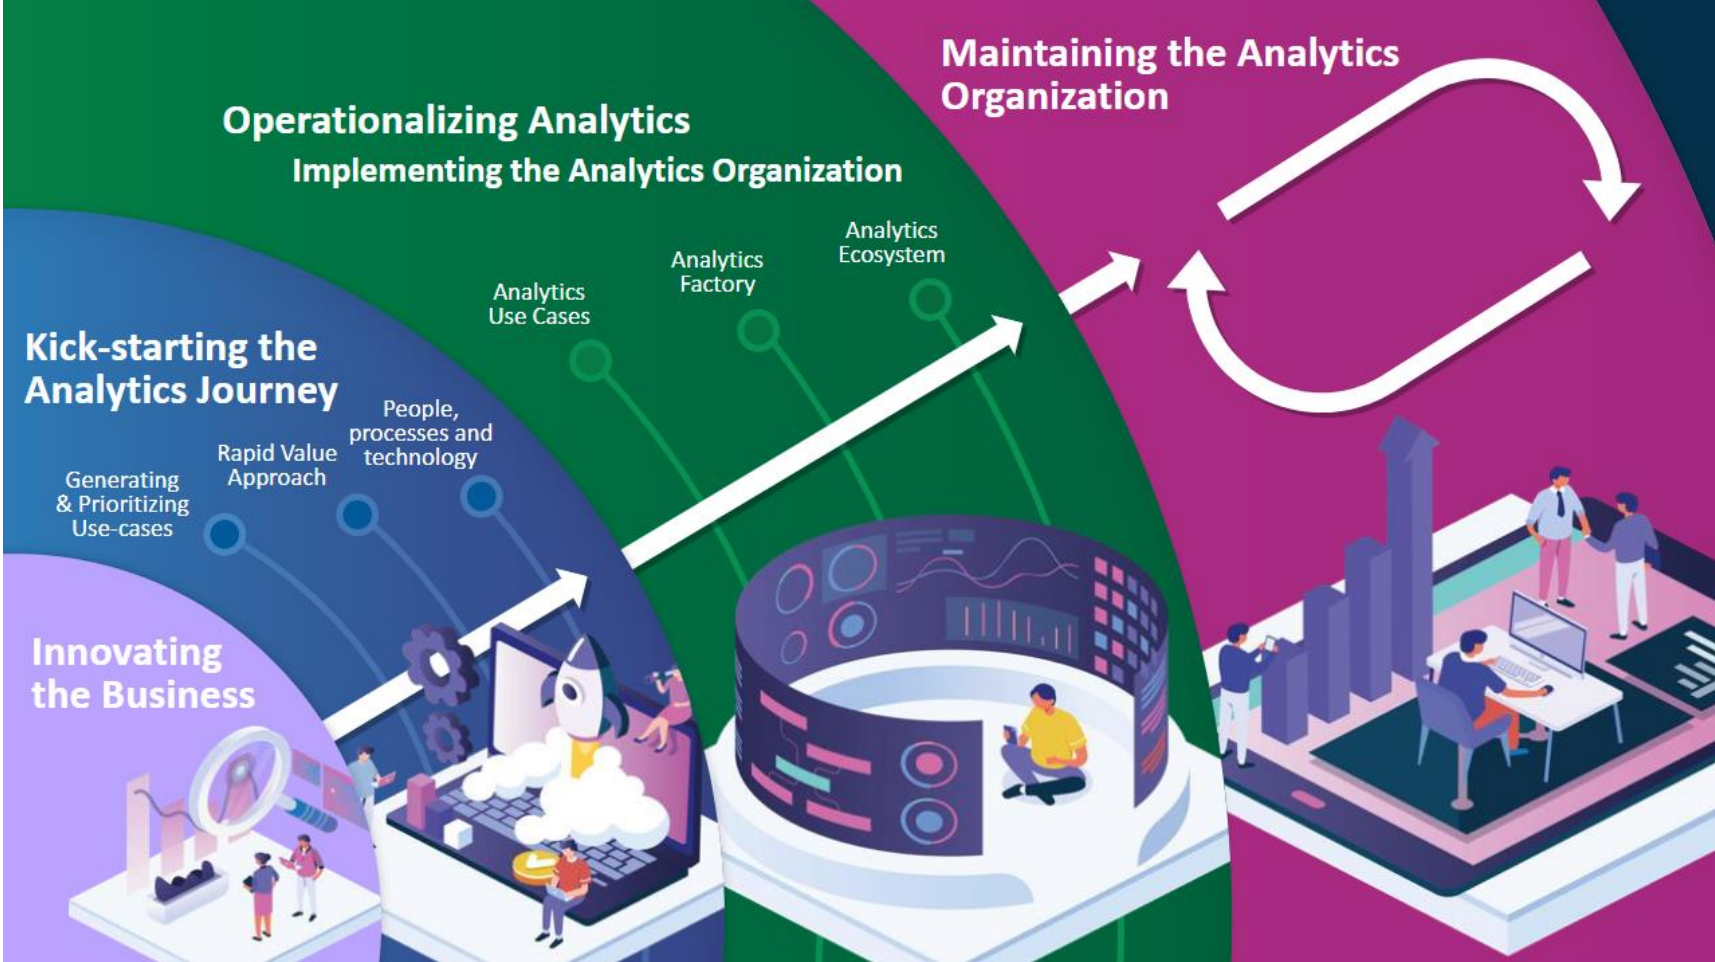 Maintaining the Analytics
Organization
Operationalizing Analytics
Implementing the Analytics Organization
Analytics
Ecosystem
Analytics
Factory
Analytics
Use Cases
Kick-starting the
Analytics Journey
People,
processes and
technology
Rapid Value
Approach
Generating
& Prioritizing
Use-cases
Innovating
the Business